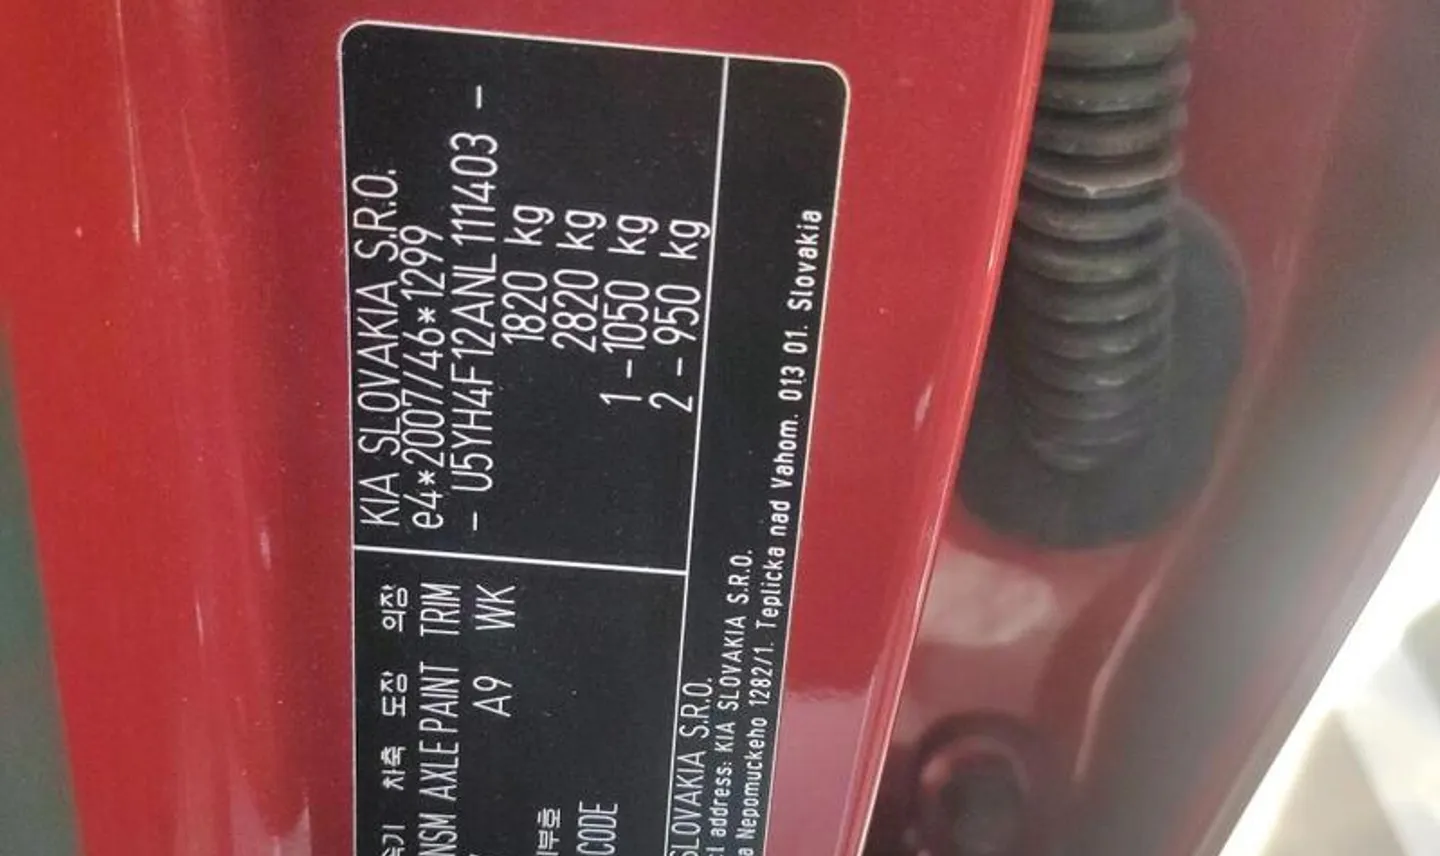 KIA SLOVAKIA S.R.O.
e4*2007/46*1299
- U5YH4F12ANL111403 -
1820 kg
2820 kg
1 - 1050 kg
2 - 950 kg
차축 도장 의장
AXLE PAINT TRIM
A9 WK
CODE
SLOVAKIA S.R.O.
address: KIA SLOVAKIA S.R.O.
Nepomuckeho 1282/1. Teplicka nad Vahom. 013 01. Slovakia